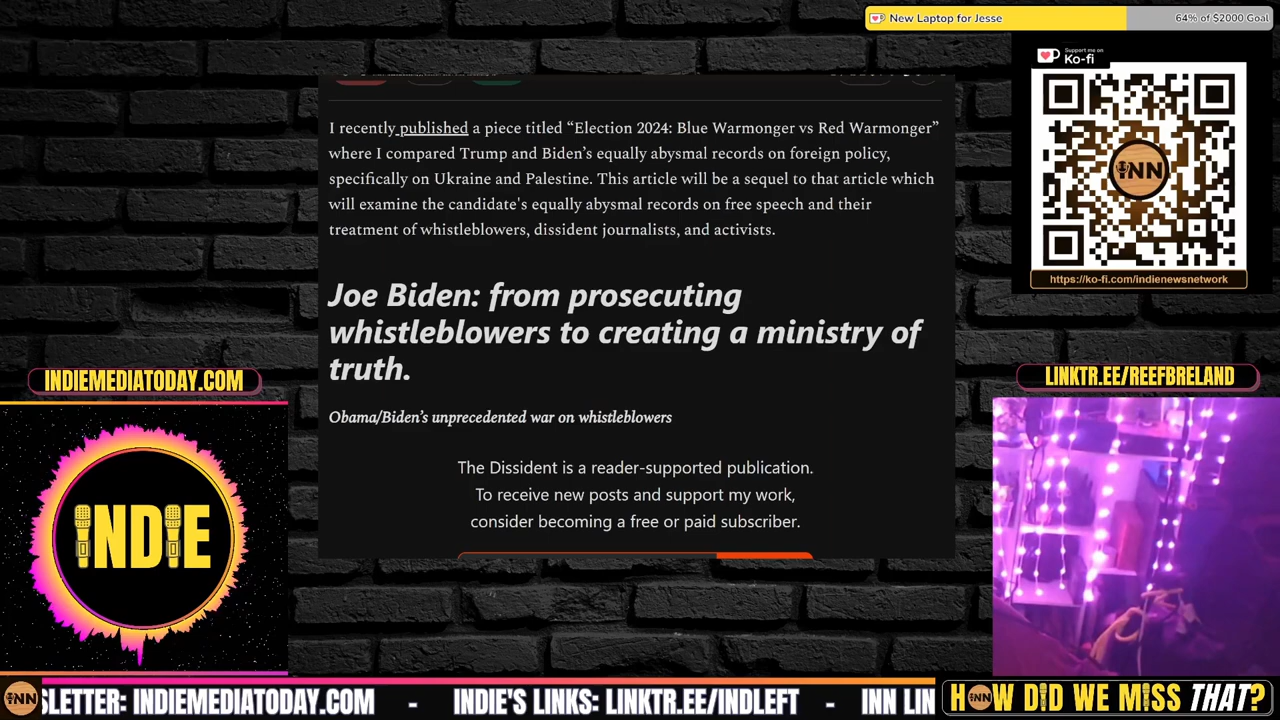 New Laptop for Jesse
64% of $2000 Goal
Support me on
Ko-fi
INN
https://ko-fi.com/indienewsnetwork
I recently published a piece titled “Election 2024: Blue Warmonger vs Red Warmonger”
where I compared Trump and Biden's equally abysmal records on foreign policy,
specifically on Ukraine and Palestine. This article will be a sequel to that article which
will examine the candidate's equally abysmal records on free speech and their
treatment of whistleblowers, dissident journalists, and activists.
Joe Biden: from prosecuting
whistleblowers to creating a ministry of
truth.
Obama/Biden’s unprecedented war on whistleblowers
The Dissident is a reader-supported publication.
To receive new posts and support my work,
consider becoming a free or paid subscriber.
INDIEMEDIATODAY.COM
LINKTR.EE/REEFBRELAND
INDIE
INN
SLETTER: INDIEMEDIATODAY.COM - INDIE'S LINKS: LINKTR.EE/INDLEFT - INN LIN
HOW DID WE MISS THAT?